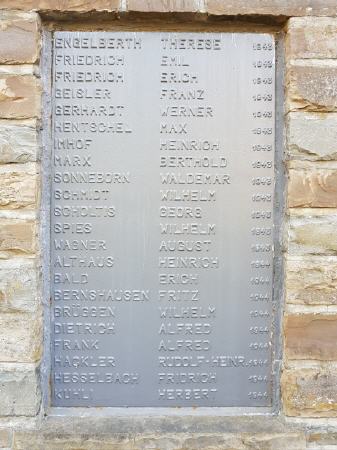 ENGELBERTH THERESE 1943
FRIEDRICH EMIL 1943
FRIEDRICH ERICH 1943
GEISLER FRANZ 1943
GERHARDT WERNER 1943
HENTSCHEL MAX 1943
IMHOF HEINRICH 1943
MARX BERTHOLD 1943
SONNEBORN WALDEMAR 1943
SCHMIDT WILHELM 1943
SCHOLTIS GEORG 1943
SPIES WILHELM 1943
WAGNER AUGUST 1943
ALTHAUS HEINRICH 1944
BALD ERICH 1944
BERNSHAUSEN FRITZ 1944
BRÜGGEN WILHELM 1944
DIETRICH ALFRED 1944
FRANK ALFRED 1944
HACKLER RUDOLF-HEINR. 1944
HESSELBACH FRIDRICH 1944
KÜHLI HERBERT 1944